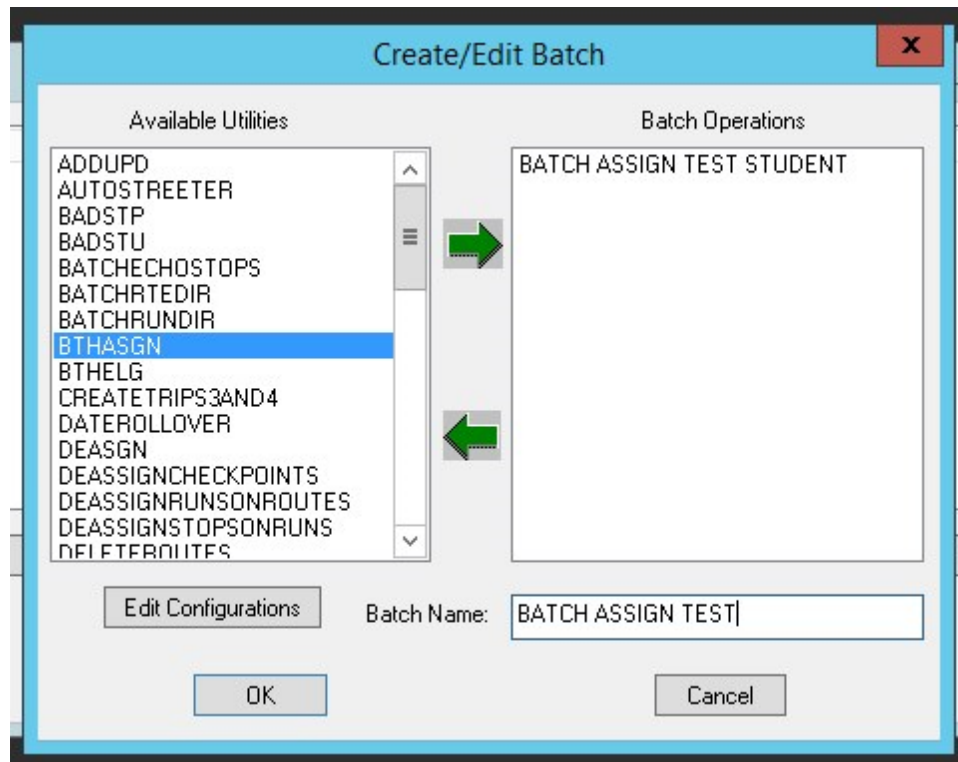 Create/Edit Batch
x
Available Utilities
Batch Operations
ADDUPD
AUTOSTREETER
BADSTP
BADSTU
BATCHECHOSTOPS
BATCHRTEDIR
BATCHRUNDIR
BTHASGN
BTHELG
CREATETRIPS3AND4
DATEROLLOVER
DEASGN
DEASSIGNCHECKPOINTS
DEASSIGNRUNSONROUTES
DEASSIGNSTOPSONRUNS
DELETEROUTES
BATCH ASSIGN TEST STUDENT
Edit Configurations
Batch Name:
BATCH ASSIGN TEST
OK
Cancel